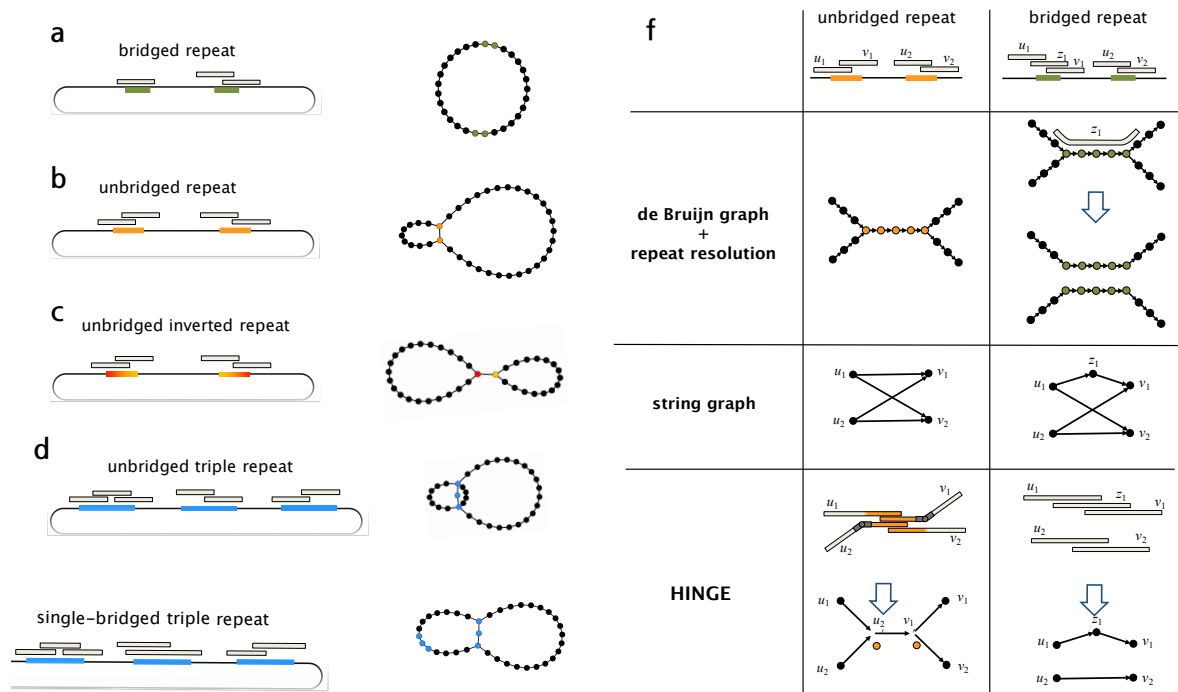 a
bridged repeat
b
unbridged repeat
c
unbridged inverted repeat
d
unbridged triple repeat
single-bridged triple repeat
f
unbridged repeat
bridged repeat
u1 v1 u2 v2
u1 z1 v1 u2 v2
de Bruijn graph
+
repeat resolution
z1
string graph
u1 v1
u2 v2
z1
u1 v1
u2 v2
HINGE
u1 v1
u2 v2
u1 v1
u2 v1
u2 v2
u1 z1 v1
u2 v2
z1
u1 v1
u2 v2